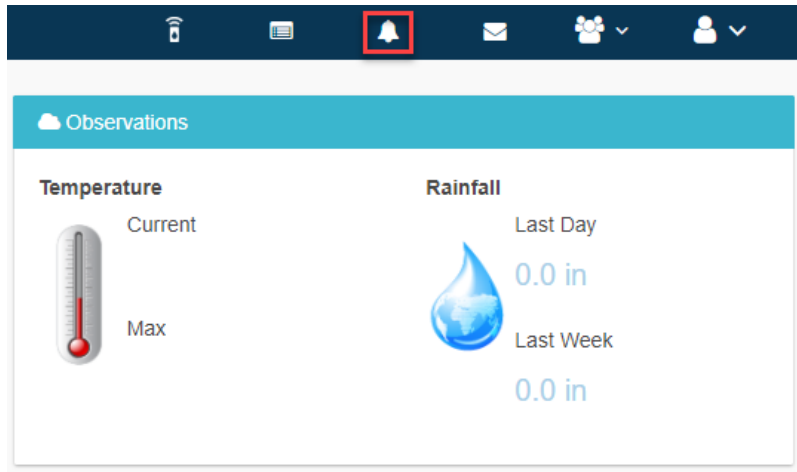 Observations
Temperature
Current
Max
Rainfall
Last Day
0.0 in
Last Week
0.0 in